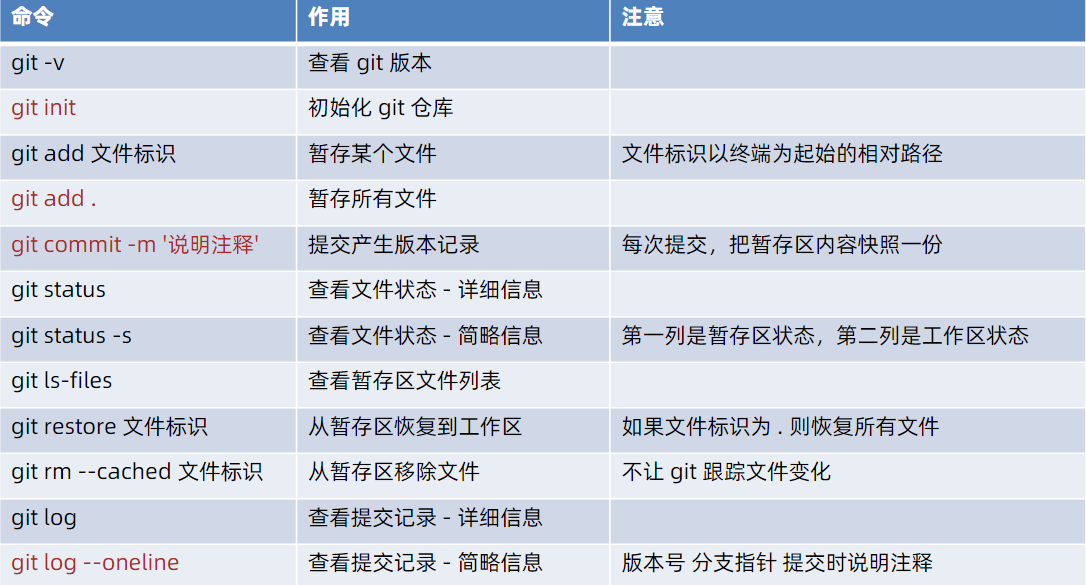 命令 作用 注意
git -v 查看 git 版本
git init 初始化 git 仓库
git add 文件标识 暂存某个文件 文件标识以终端为起始的相对路径
git add . 暂存所有文件
git commit -m '说明注释' 提交产生版本记录 每次提交，把暂存区内容快照一份
git status 查看文件状态 - 详细信息
git status -s 查看文件状态 - 简略信息 第一列是暂存区状态，第二列是工作区状态
git ls-files 查看暂存区文件列表
git restore 文件标识 从暂存区恢复到工作区 如果文件标识为 . 则恢复所有文件
git rm --cached 文件标识 从暂存区移除文件 不让 git 跟踪文件变化
git log 查看提交记录 - 详细信息
git log --oneline 查看提交记录 - 简略信息 版本号 分支指针 提交时说明注释